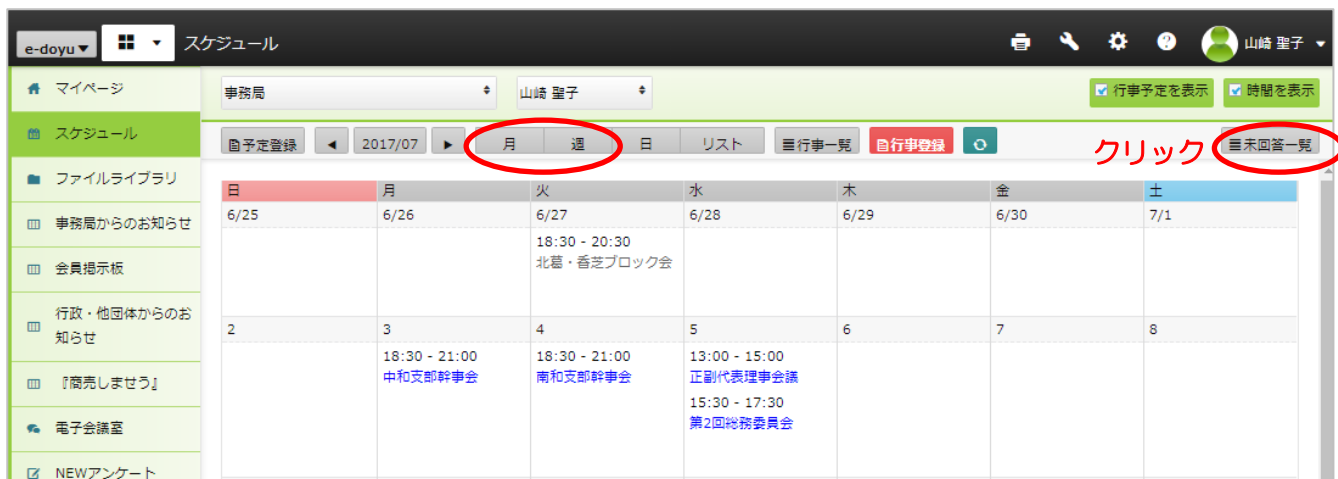 e-doyu▼ スケジュール 山崎 聖子
マイページ
スケジュール
ファイルライブラリ
事務局からのお知らせ
会員掲示板
行政・他団体からのお
知らせ
『商売しませう』
電子会議室
NEWアンケート
事務局 山崎 聖子 行事予定を表示 時間を表示
予定登録 ◀ 2017/07 ▶ 月 週 日 リスト 行事一覧 行事登録 クリック 未回答一覧
日 月 火 水 木 金 土
6/25 6/26 6/27 6/28 6/29 6/30 7/1
18:30 - 20:30
北葛・香芝ブロック会
2 3 4 5 6 7 8
18:30 - 21:00 18:30 - 21:00 13:00 - 15:00
中和支部幹事会 南和支部幹事会 正副代表理事会議
15:30 - 17:30
第2回総務委員会